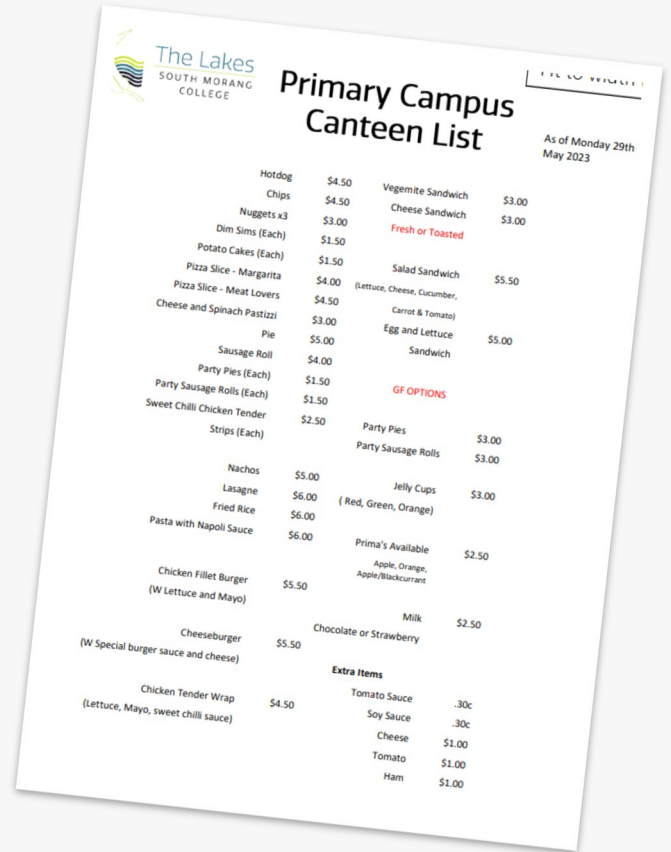 The Lakes
SOUTH MORANG
COLLEGE
Primary Campus
Canteen List
As of Monday 29th
May 2023
Hotdog $4.50
Chips $4.50
Nuggets x3 $3.00
Dim Sims (Each) $1.50
Potato Cakes (Each) $1.50
Pizza Slice - Margarita $4.00
Pizza Slice - Meat Lovers $4.50
Cheese and Spinach Pastizzi $3.00
Pie $5.00
Sausage Roll $4.00
Party Pies (Each) $1.50
Party Sausage Rolls (Each) $1.50
Sweet Chilli Chicken Tender $2.50
Strips (Each)
Nachos $5.00
Lasagne $6.00
Fried Rice $6.00
Pasta with Napoli Sauce $6.00
Chicken Fillet Burger $5.50
(W Lettuce and Mayo)
Cheeseburger $5.50
(W Special burger sauce and cheese)
Chicken Tender Wrap $4.50
(Lettuce, Mayo, sweet chilli sauce)
Vegemite Sandwich $3.00
Cheese Sandwich $3.00
Fresh or Toasted
Salad Sandwich $5.50
(Lettuce, Cheese, Cucumber,
Carrot & Tomato)
Egg and Lettuce $5.00
Sandwich
GF OPTIONS
Party Pies $3.00
Party Sausage Rolls $3.00
Jelly Cups $3.00
( Red, Green, Orange)
Prima's Available $2.50
Apple, Orange,
Apple/Blackcurrant
Milk $2.50
Chocolate or Strawberry
Extra Items
Tomato Sauce .30c
Soy Sauce .30c
Cheese $1.00
Tomato $1.00
Ham $1.00